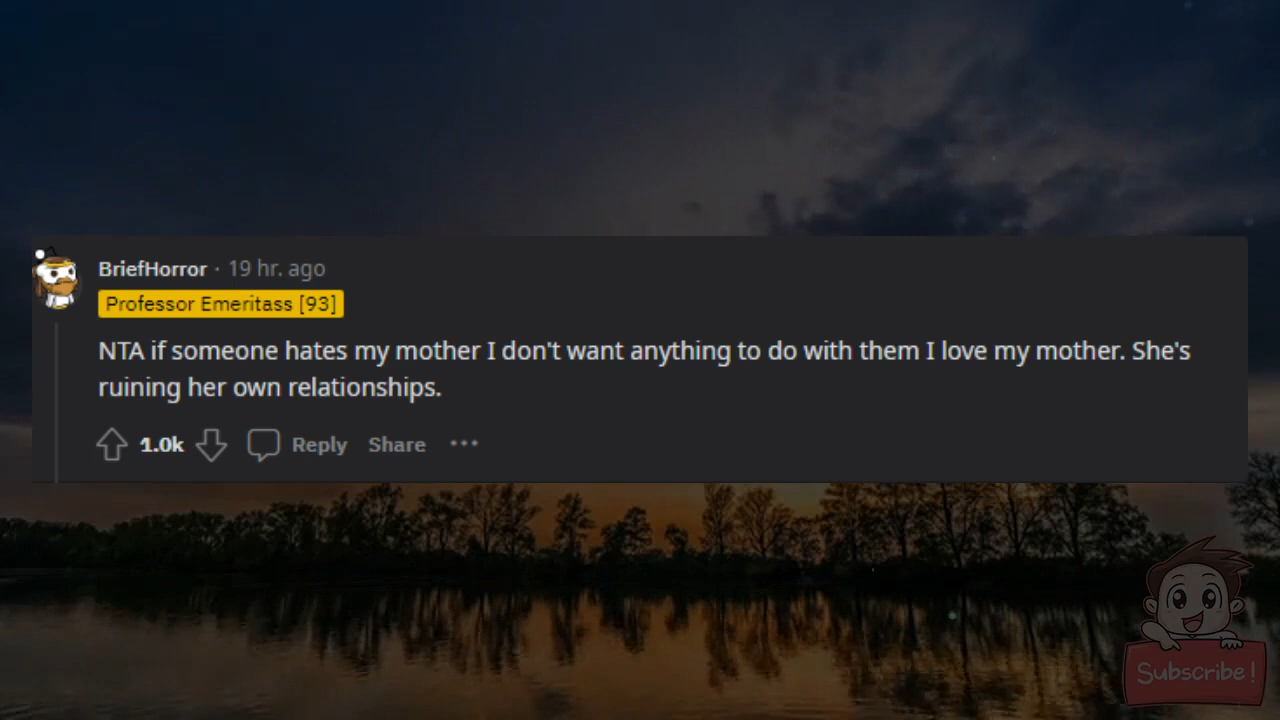 BriefHorror · 19 hr. ago
Professor Emeritass [93]
NTA if someone hates my mother I don't want anything to do with them I love my mother. She's
ruining her own relationships.
1.0k Reply Share ···
Subscribe!